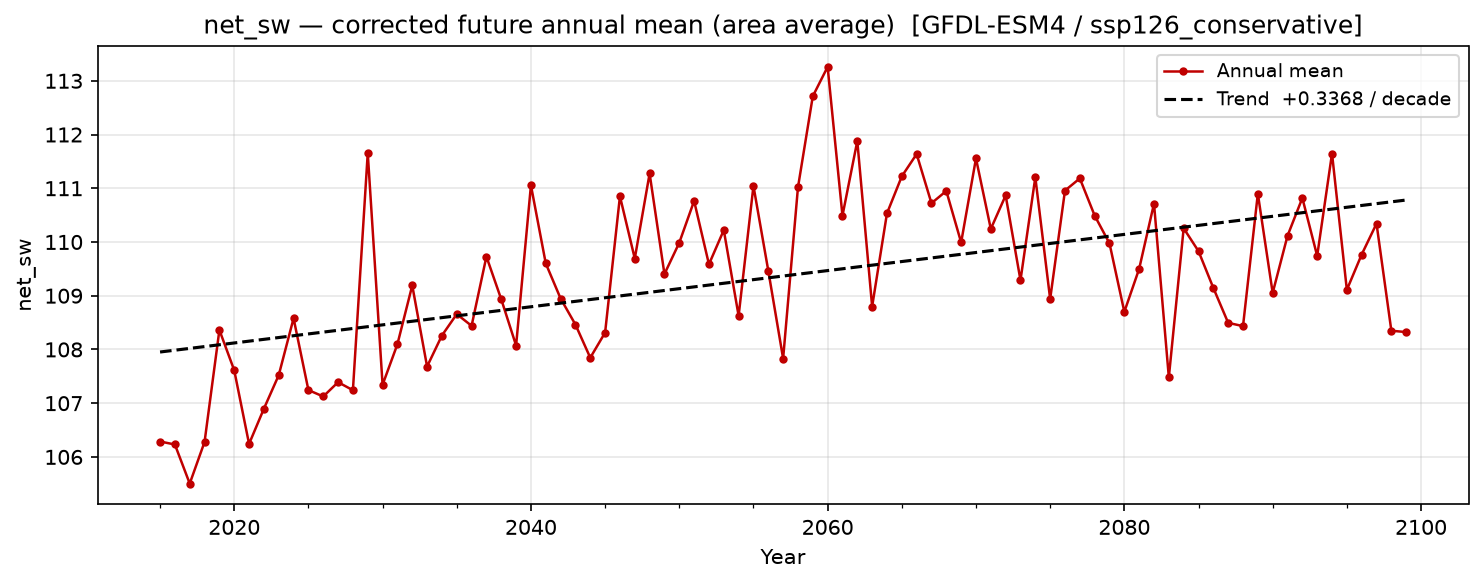 net_sw — corrected future annual mean (area average)  [GFDL-ESM4 / ssp126_conservative]
Annual mean
Trend  +0.3368 / decade
113
112
111
110
109
108
107
106
net_sw
2020 2040 2060 2080 2100
Year